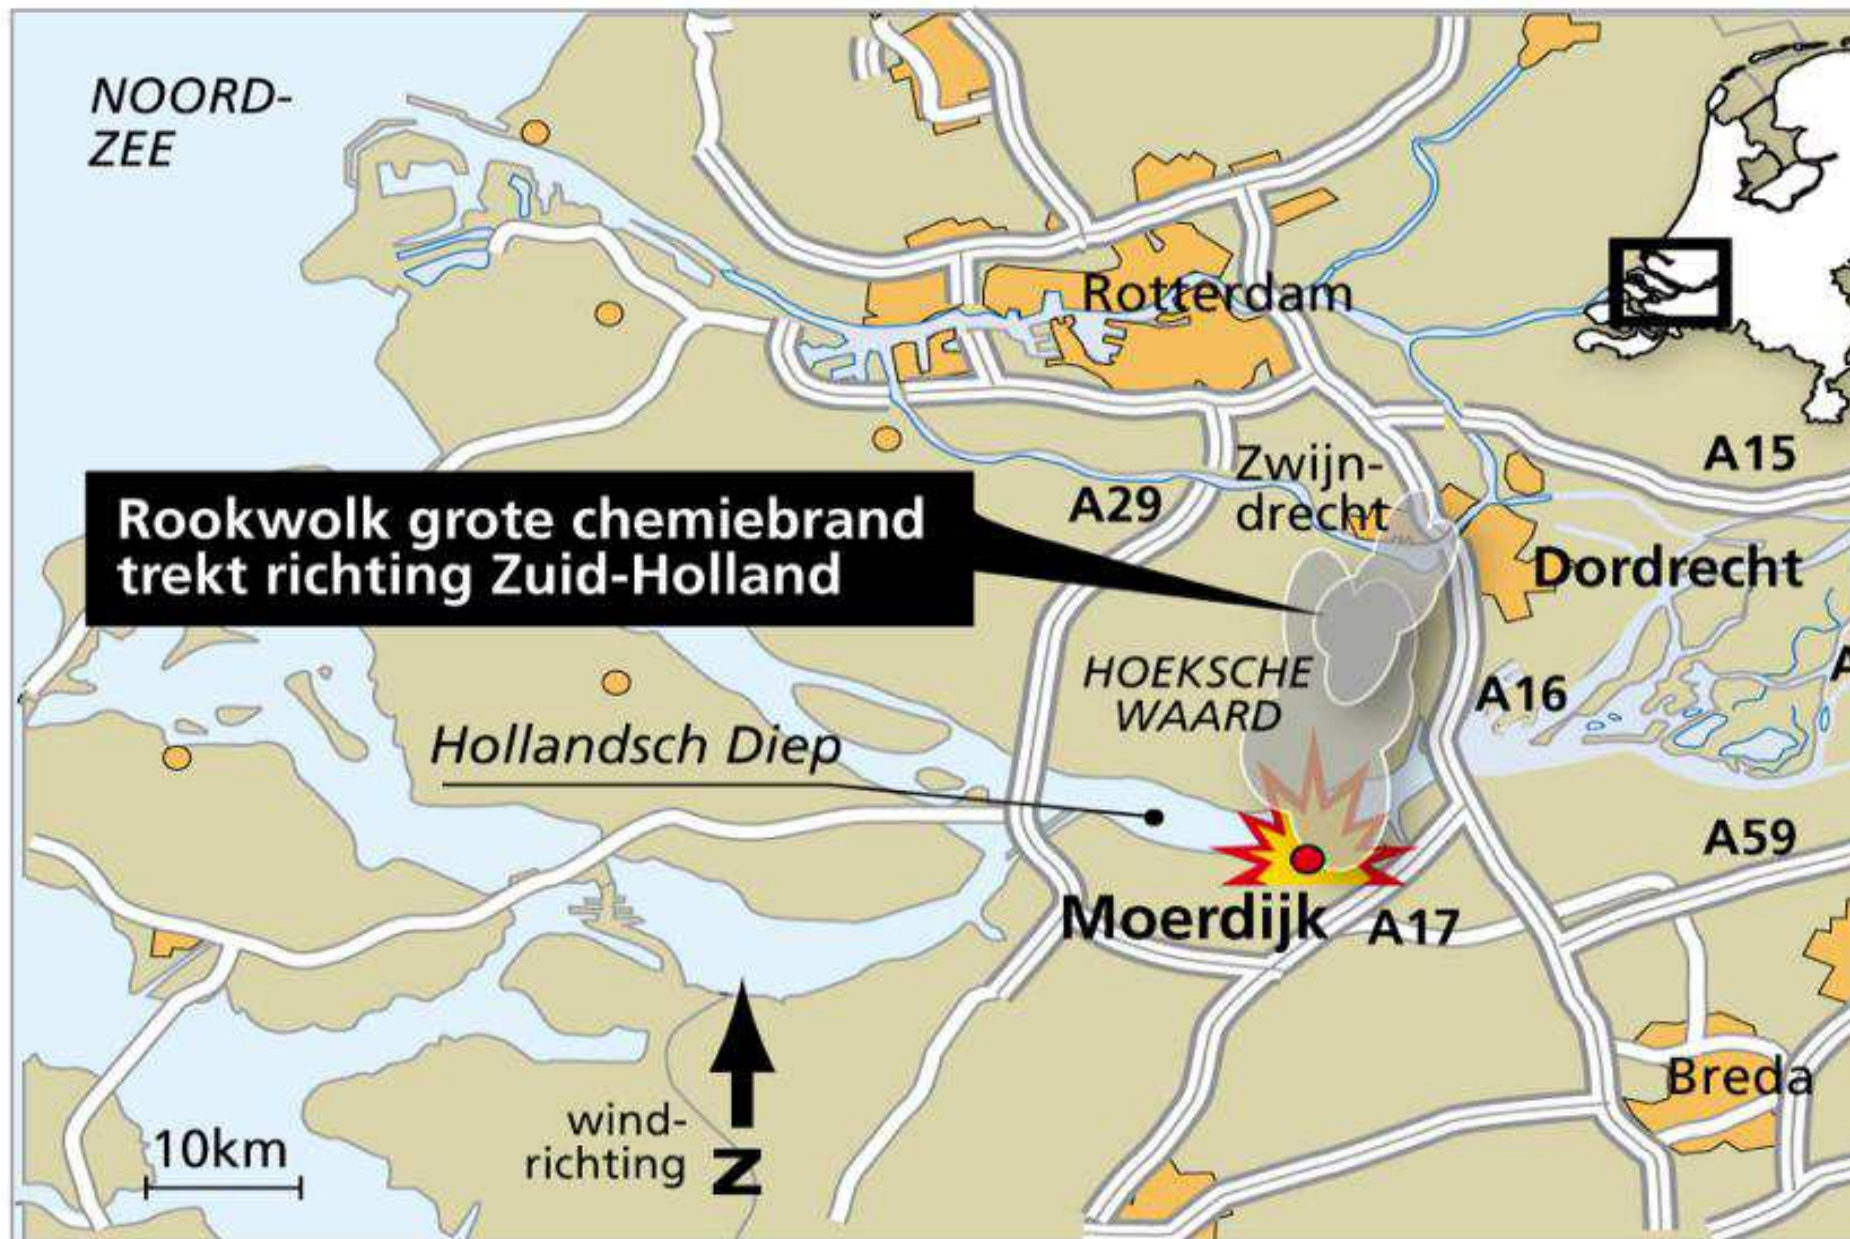 NOORD-
ZEE
Rotterdam
A15
Zwijn-
drecht
A29
Rookwolk grote chemiebrand
trekt richting Zuid-Holland
Dordrecht
HOEKSCHE
WAARD
A16
Hollandsch Diep
A59
Moerdijk
A17
Breda
wind-
richting
N
10km